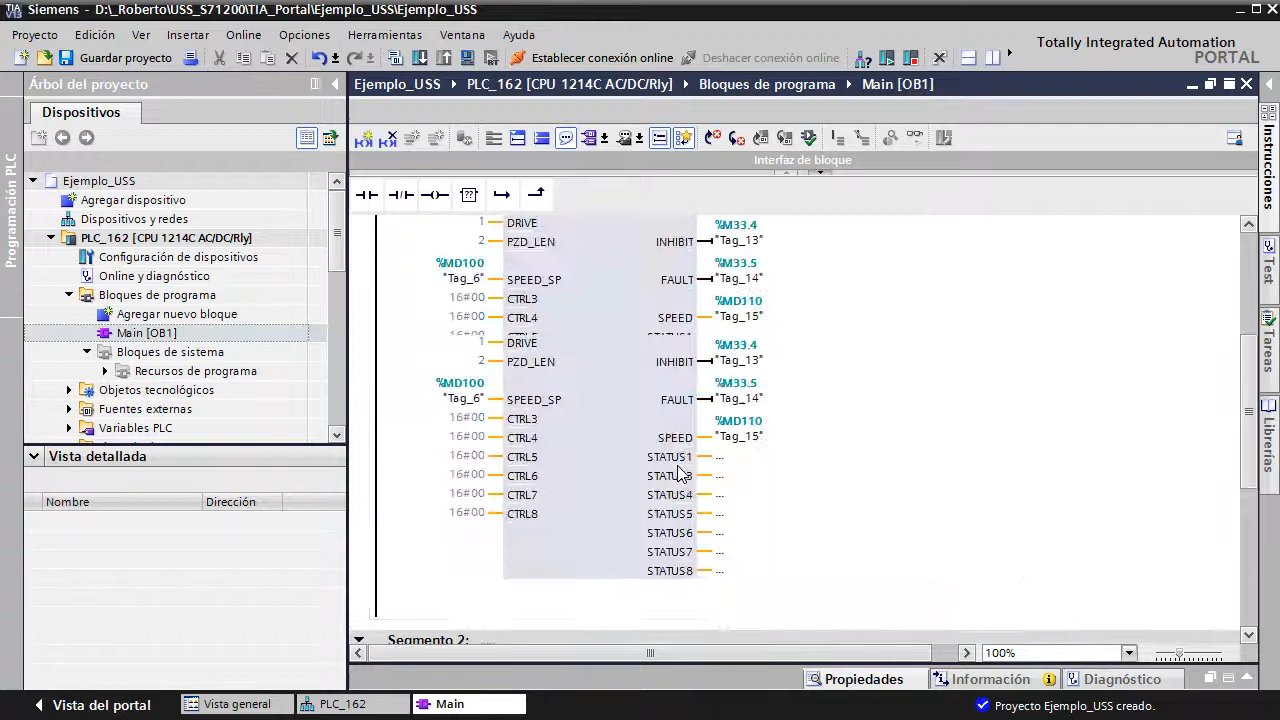 TIA V13 Siemens - D:\_Roberto\USS_S71200\TIA_Portal\Ejemplo_USS\Ejemplo_USS
Proyecto Edición Ver Insertar Online Opciones Herramientas Ventana Ayuda
Totally Integrated Automation
PORTAL
Guardar proyecto Establecer conexión online Deshacer conexión online
Árbol del proyecto
Ejemplo_USS PLC_162 [CPU 1214C AC/DC/Rly] Bloques de programa Main [OB1]
Dispositivos
Programación PLC
Ejemplo_USS
Agregar dispositivo
Dispositivos y redes
PLC_162 [CPU 1214C AC/DC/Rly]
Configuración de dispositivos
Online y diagnóstico
Bloques de programa
Agregar nuevo bloque
Main [OB1]
Bloques de sistema
Recursos de programa
Objetos tecnológicos
Fuentes externas
Variables PLC
Vista detallada
Nombre Dirección
Interfaz de bloque
??
1 DRIVE %M33.4
2 PZD_LEN INHIBIT "Tag_13"
%MD100 %M33.5
"Tag_6" SPEED_SP FAULT "Tag_14"
16#00 CTRL3 %MD110
16#00 CTRL4 SPEED "Tag_15"
1 DRIVE %M33.4
2 PZD_LEN INHIBIT "Tag_13"
%MD100 %M33.5
"Tag_6" SPEED_SP FAULT "Tag_14"
16#00 CTRL3 %MD110
16#00 CTRL4 SPEED "Tag_15"
16#00 CTRL5 STATUS1 ...
16#00 CTRL6 STATUS3 ...
16#00 CTRL7 STATUS4 ...
16#00 CTRL8 STATUS5 ...
STATUS6 ...
STATUS7 ...
STATUS8 ...
Segmento 2: .....
100%
Propiedades Información Diagnóstico
Instrucciones
Test
Tareas
Librerías
Vista del portal Vista general PLC_162 Main
Proyecto Ejemplo_USS creado.